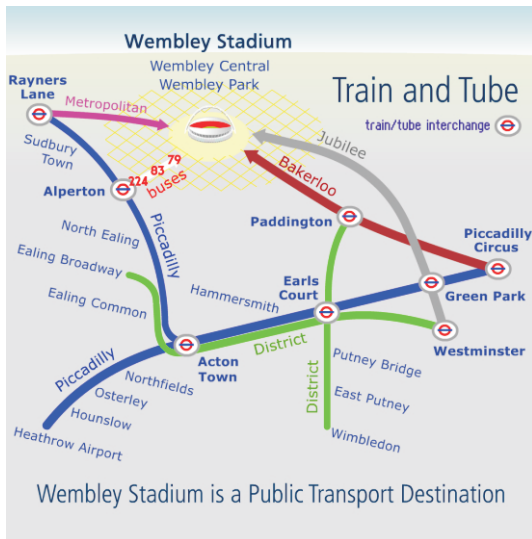 Wembley Stadium
Wembley Central
Wembley Park
Train and Tube
train/tube interchange
Rayners
Lane
Metropolitan
Jubilee
Sudbury
Town
Bakerloo
79
83
224
buses
Alperton
Paddington
Piccadilly
Circus
North Ealing
Piccadilly
Ealing Broadway
Earls
Court
Hammersmith
Green Park
Ealing Common
Westminster
District
Acton
Town
Piccadilly
Putney Bridge
Northfields
District
Osterley
East Putney
Hounslow
Wimbledon
Heathrow Airport
Wembley Stadium is a Public Transport Destination